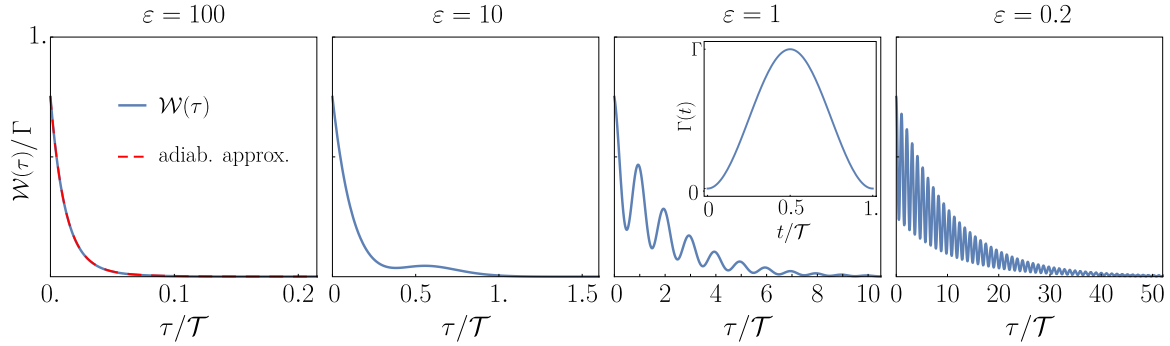 ε = 100
ε = 10
ε = 1
ε = 0.2
1.
𝒲(τ)/Γ
𝒲(τ)
adiab. approx.
Γ
Γ(t)
0
0 0.5 1.
t/𝒯
0. 0.1 0.2
0. 0.5 1. 1.5
0 2 4 6 8 10
0 10 20 30 40 50
τ/𝒯
τ/𝒯
τ/𝒯
τ/𝒯